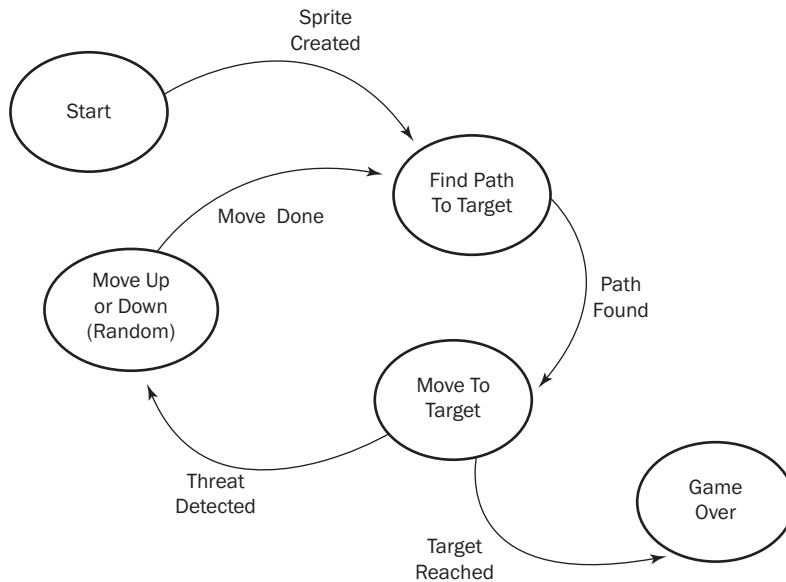 Sprite
Created
Start
Find Path
To Target
Move Done
Move Up
or Down
(Random)
Path
Found
Move To
Target
Threat
Detected
Game
Over
Target
Reached